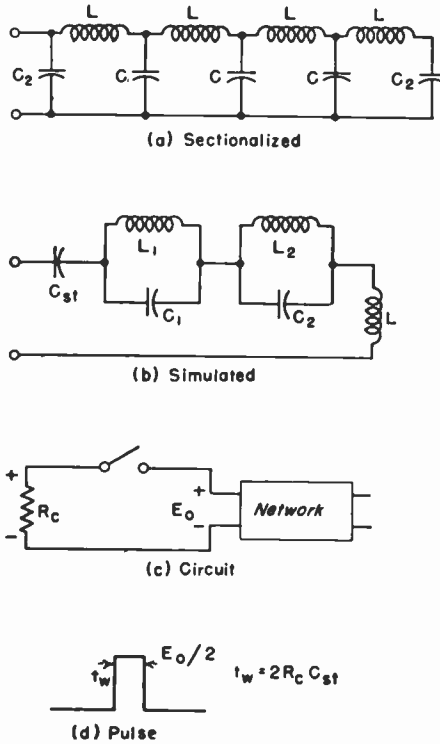 L L L L
C₂ C. C C C₂
(a) Sectionalized
L₁ L₂
Cst C₁ C₂ L
(b) Simulated
+ +
Rc E₀ Network
- -
(c) Circuit
tw E₀/2 tw = 2RcCst
(d) Pulse